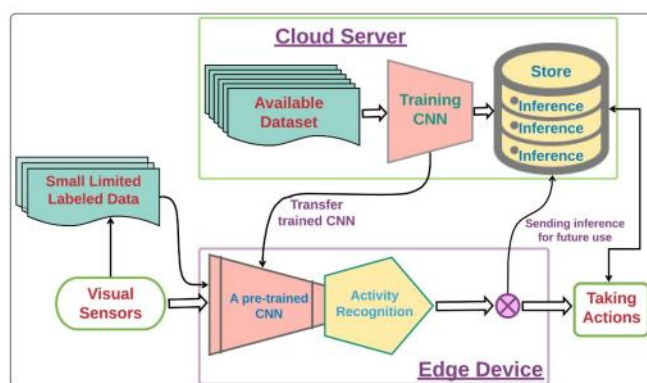 Cloud Server
Available
Dataset
Training
CNN
Store
Inference
Inference
Inference
Small Limited
Labeled Data
Transfer
trained CNN
Sending inference
for future use
Visual
Sensors
A pre-trained
CNN
Activity
Recognition
Taking
Actions
Edge Device